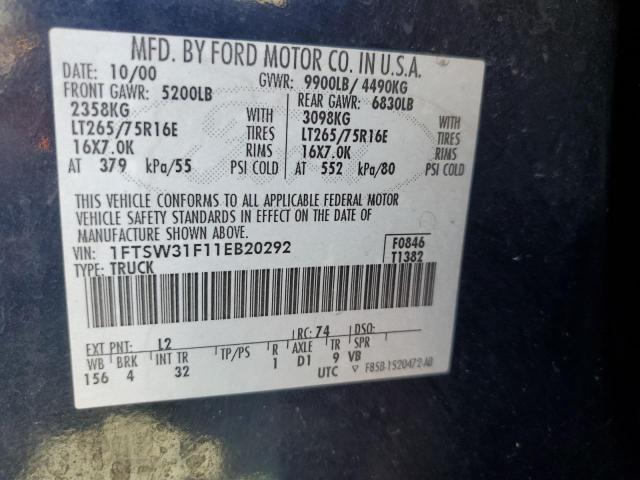 MFD. BY FORD MOTOR CO. IN U.S.A.
DATE: 10/00 GVWR: 9900LB/ 4490KG
FRONT GAWR: 5200LB REAR GAWR: 6830LB
2358KG WITH 3098KG WITH
LT265/75R16E TIRES LT265/75R16E TIRES
16X7.0K RIMS 16X7.0K RIMS
AT 379 kPa/55 PSI COLD AT 552 kPa/80 PSI COLD
THIS VEHICLE CONFORMS TO ALL APPLICABLE FEDERAL MOTOR
VEHICLE SAFETY STANDARDS IN EFFECT ON THE DATE OF
MANUFACTURE SHOWN ABOVE.
VIN: 1FTSW31F11EB20292 F0846
TYPE: TRUCK T1382
EXT PNT: L2 RC: 74 DSO:
WB BRK INT TR TP/PS R AXLE TR SPR
156 4 32 1 D1 9 VB
UTC ▽ F85B-1520472-AB